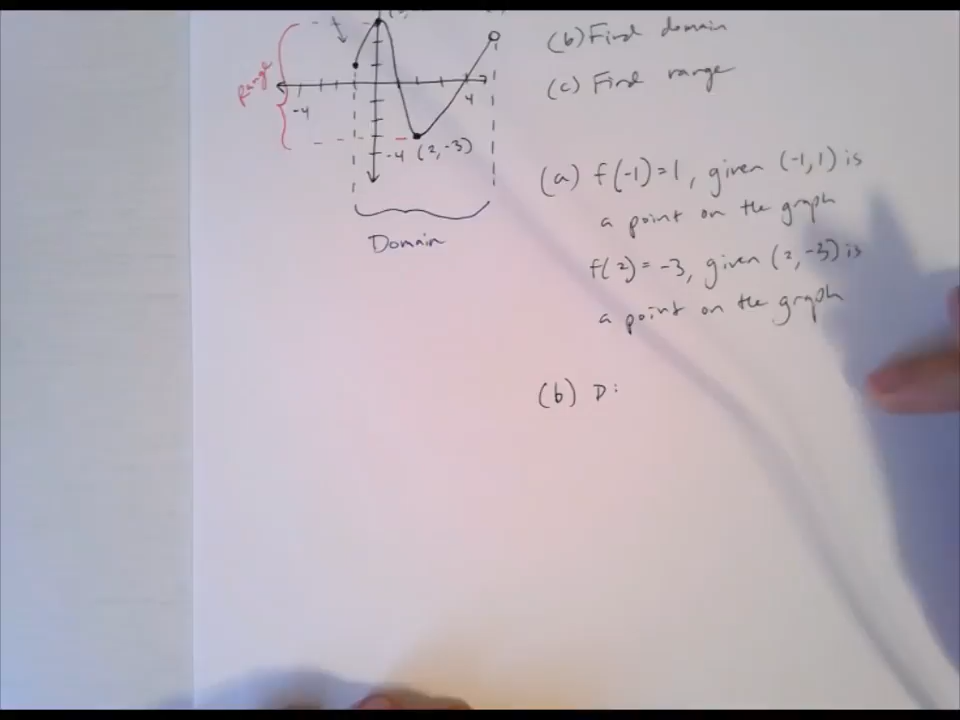 (b) Find domain
(c) Find range
Range
-4
4
-4 (2,-3)
Domain
(a) f(-1)=1, given (-1,1) is
a point on the graph
f(2)= -3, given (2,-3) is
a point on the graph
(b) D: